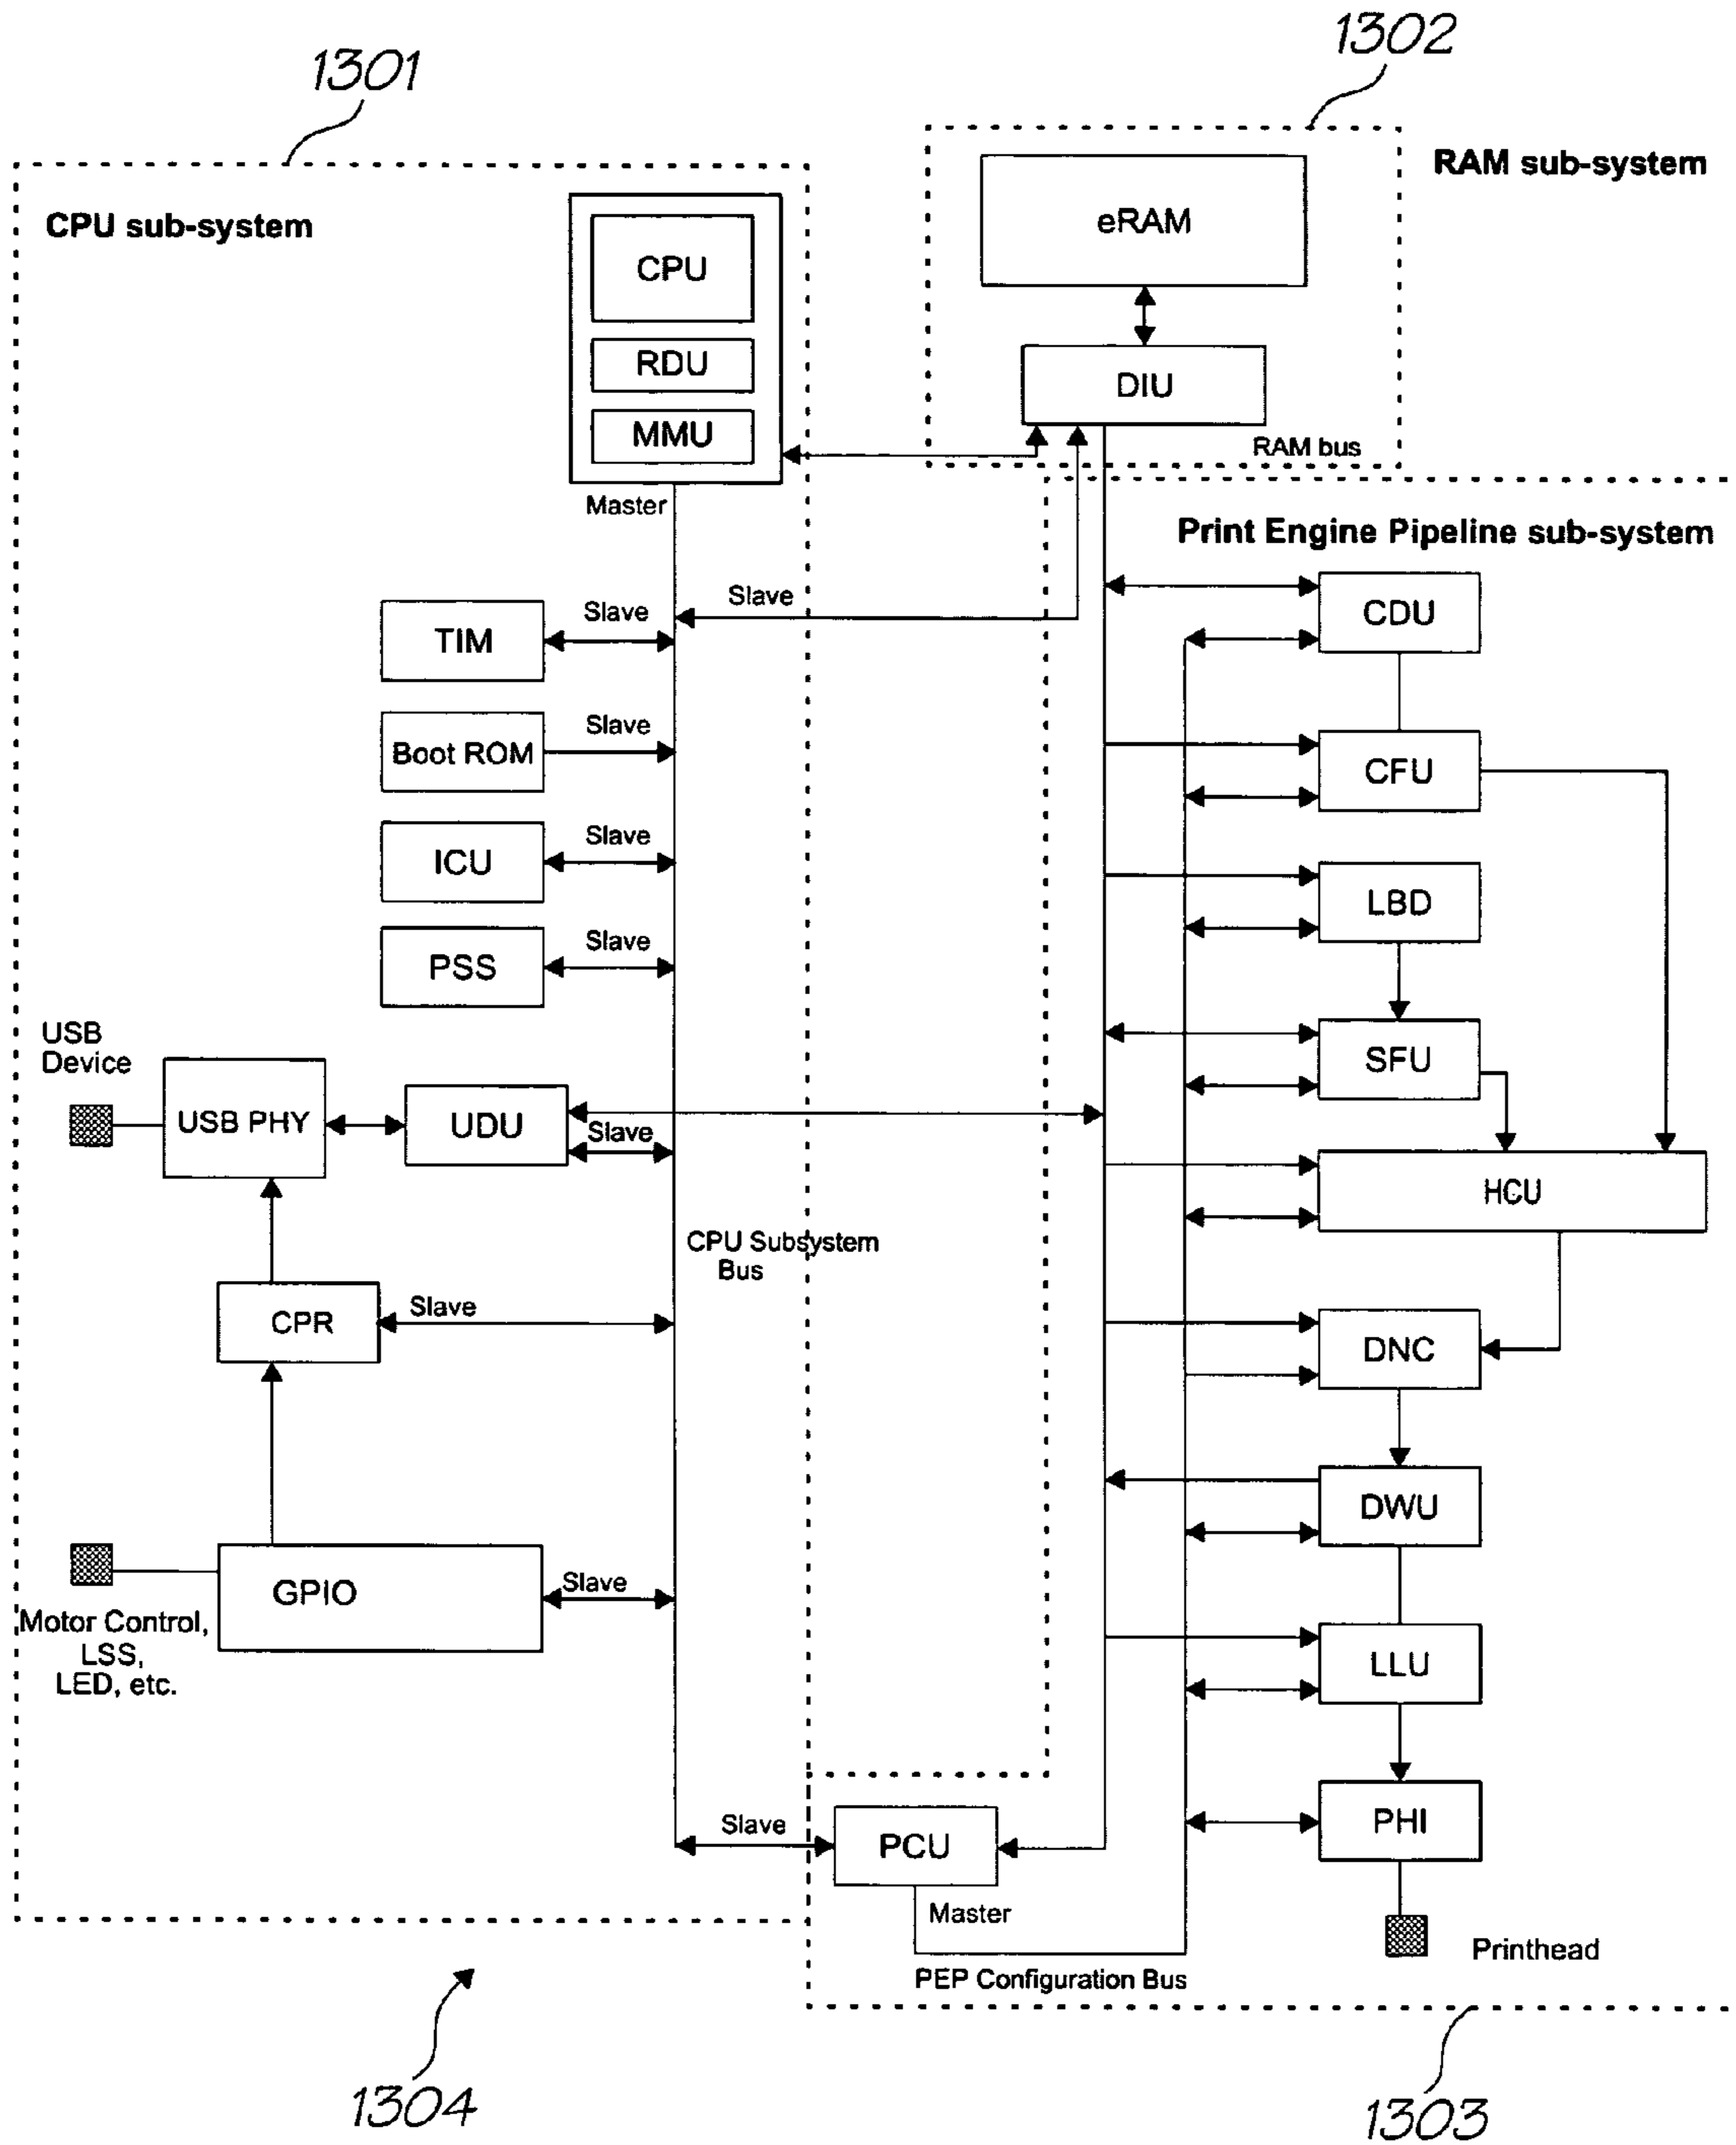 1301
1302
CPU sub-system
CPU
RDU
MMU
Master
RAM sub-system
eRAM
DIU
RAM bus
Print Engine Pipeline sub-system
TIM
Slave
Slave
Boot ROM
Slave
ICU
Slave
PSS
Slave
USB
Device
USB PHY
UDU
Slave
CPU Subsystem
Bus
CPR
Slave
GPIO
Slave
Motor Control,
LSS,
LED, etc.
CDU
CFU
LBD
SFU
HCU
DNC
DWU
LLU
PHI
Slave
PCU
Master
PEP Configuration Bus
Printhead
1304
1303